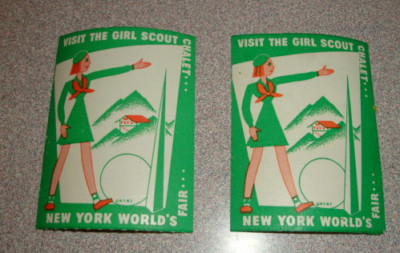 VISIT THE GIRL SCOUT
CHALET...
NEW YORK WORLD'S
FAIR....
VISIT THE GIRL SCOUT
CHALET...
NEW YORK WORLD'S
FAIR....